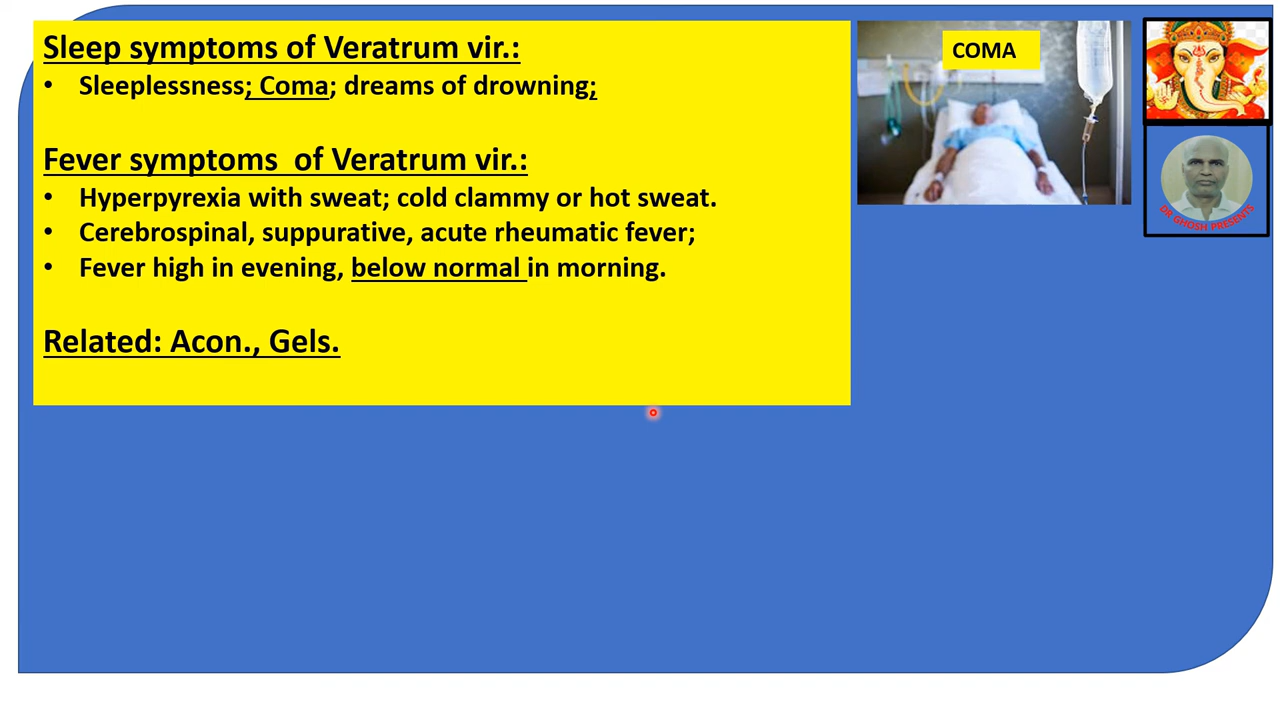 Sleep symptoms of Veratrum vir.:
• Sleeplessness; Coma; dreams of drowning;
Fever symptoms of Veratrum vir.:
• Hyperpyrexia with sweat; cold clammy or hot sweat.
• Cerebrospinal, suppurative, acute rheumatic fever;
• Fever high in evening, below normal in morning.
Related: Acon., Gels.
COMA
DR GHOSH PRESENTS